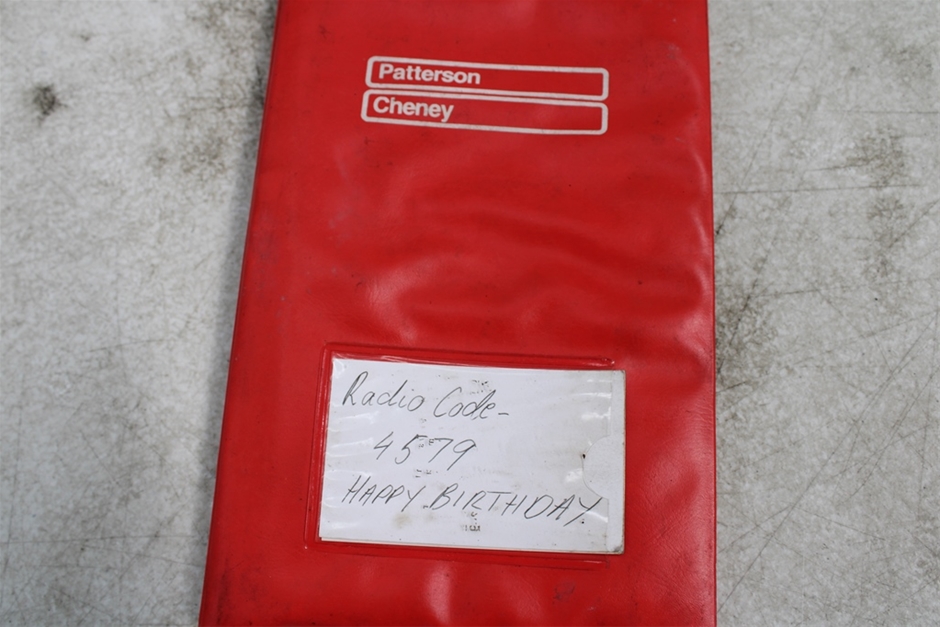 Patterson
Cheney
Radio Code-
4579
HAPPY BIRTHDAY